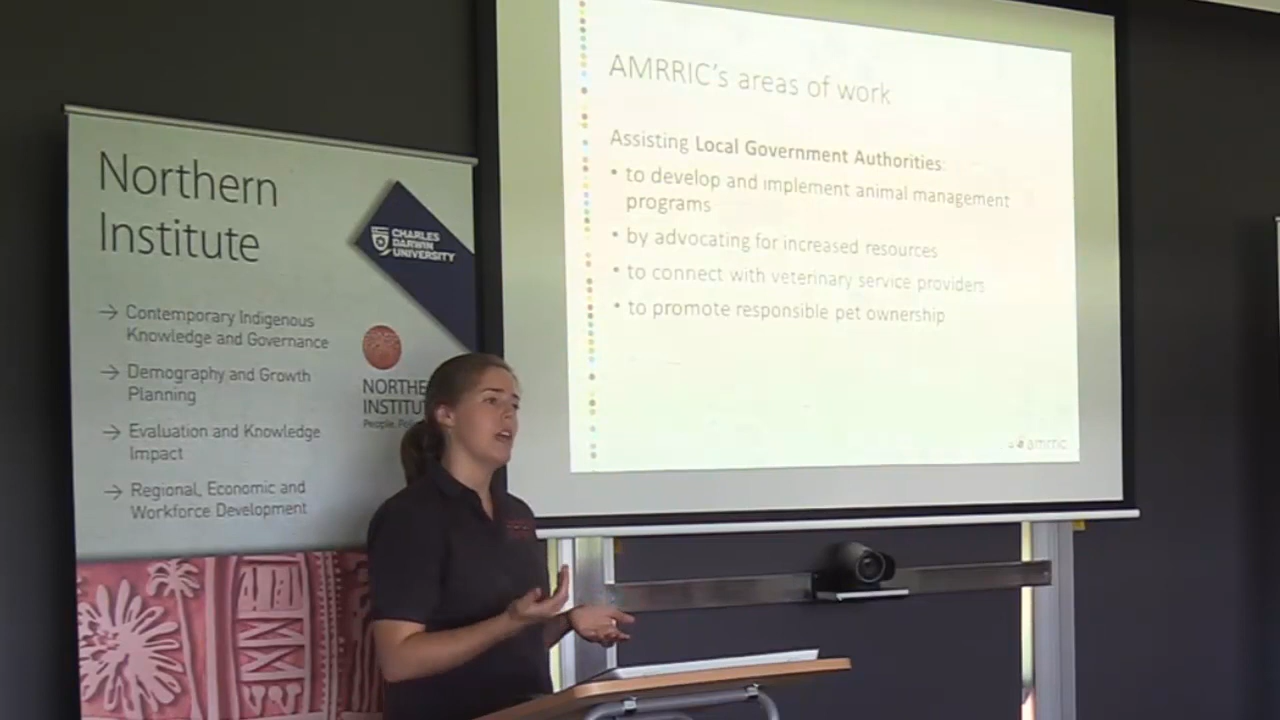 Northern
Institute
CHARLES
DARWIN
UNIVERSITY
→ Contemporary Indigenous
Knowledge and Governance
→ Demography and Growth
Planning
→ Evaluation and Knowledge
Impact
→ Regional, Economic and
Workforce Development
NORTHE
INSTITU
People.
AMRRIC's areas of work
Assisting Local Government Authorities:
• to develop and implement animal management
programs
• by advocating for increased resources
• to connect with veterinary service providers
• to promote responsible pet ownership
amrric